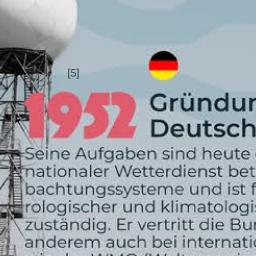 [5]
1952 Gründun
Deutsch
Seine Aufgaben sind heute
nationaler Wetterdienst bet
bachtungssysteme und ist f
rologischer und klimatologis
zuständig. Er vertritt die Bu
anderem auch bei internati